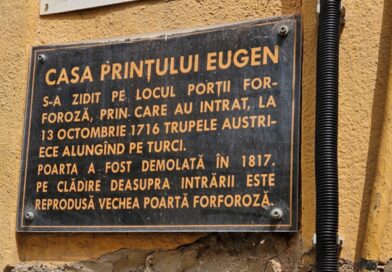 CASA PRINȚULUI EUGEN
S-A ZIDIT PE LOCUL PORȚII FOR-
FOROZĂ, PRIN CARE AU INTRAT, LA
13 OCTOMBRIE 1716 TRUPELE AUSTRI-
ECE ALUNGÎND PE TURCI.
POARTA A FOST DEMOLATĂ ÎN 1817.
PE CLĂDIRE DEASUPRA INTRĂRII ESTE
REPRODUSĂ VECHEA POARTĂ FORFOROZĂ.